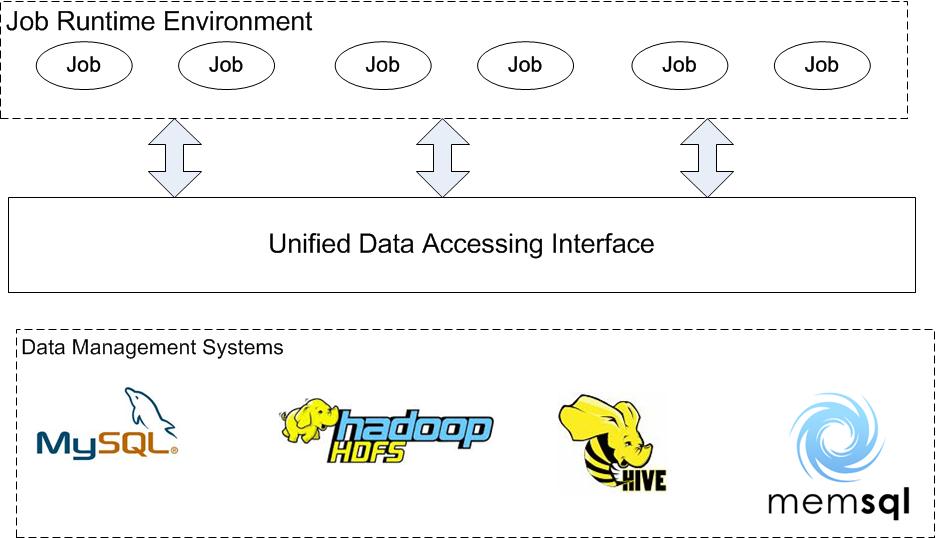 Job Runtime Environment
Job Job Job Job Job Job
Unified Data Accessing Interface
Data Management Systems
MySQL®
hadoop
HDFS
HIVE
memsql